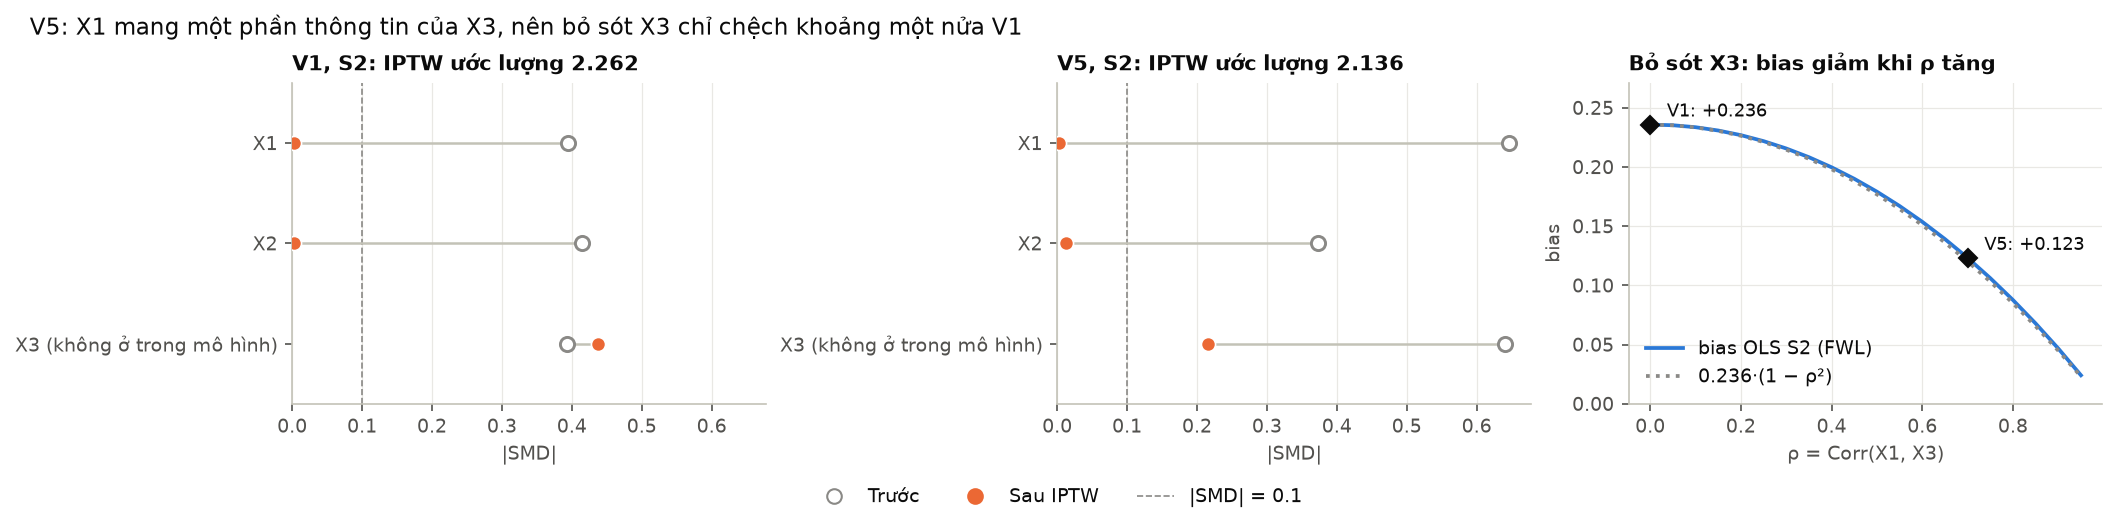 V5: X1 mang một phần thông tin của X3, nên bỏ sót X3 chỉ chệch khoảng một nửa V1
V1, S2: IPTW ước lượng 2.262
X1
X2
X3 (không ở trong mô hình)
0.0 0.1 0.2 0.3 0.4 0.5 0.6
|SMD|
V5, S2: IPTW ước lượng 2.136
X1
X2
X3 (không ở trong mô hình)
0.0 0.1 0.2 0.3 0.4 0.5 0.6
|SMD|
Bỏ sót X3: bias giảm khi ρ tăng
bias
0.25
0.20
0.15
0.10
0.05
0.00
V1: +0.236
V5: +0.123
bias OLS S2 (FWL)
0.236·(1 − ρ²)
0.0 0.2 0.4 0.6 0.8
ρ = Corr(X1, X3)
Trước Sau IPTW |SMD| = 0.1